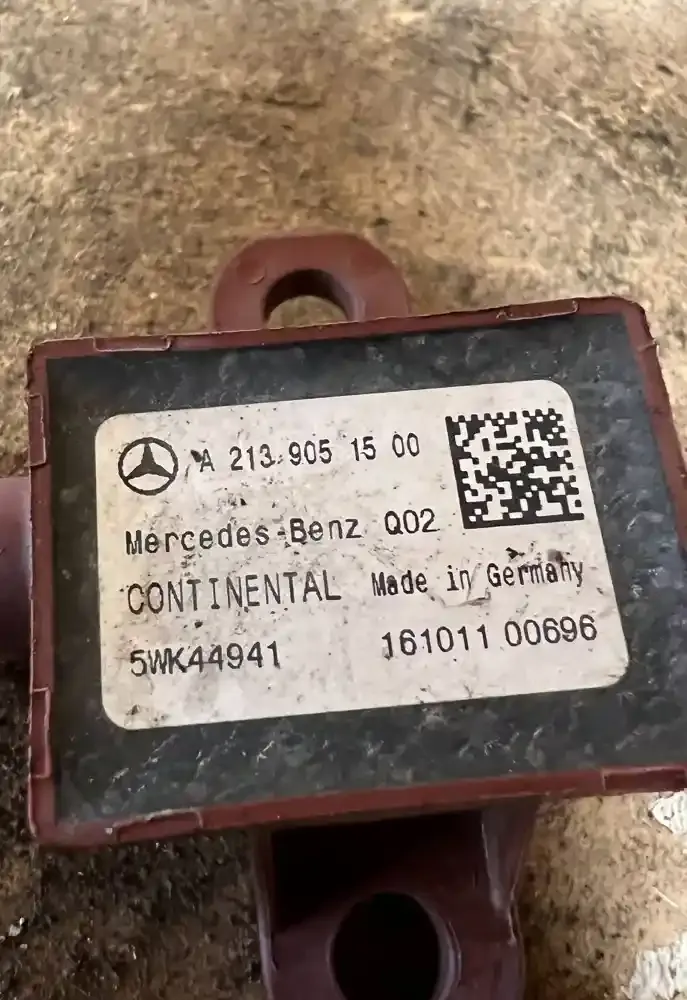 A 213 905 15 00
Mercedes-Benz Q02
CONTINENTAL Made in Germany
5WK44941 161011 00696